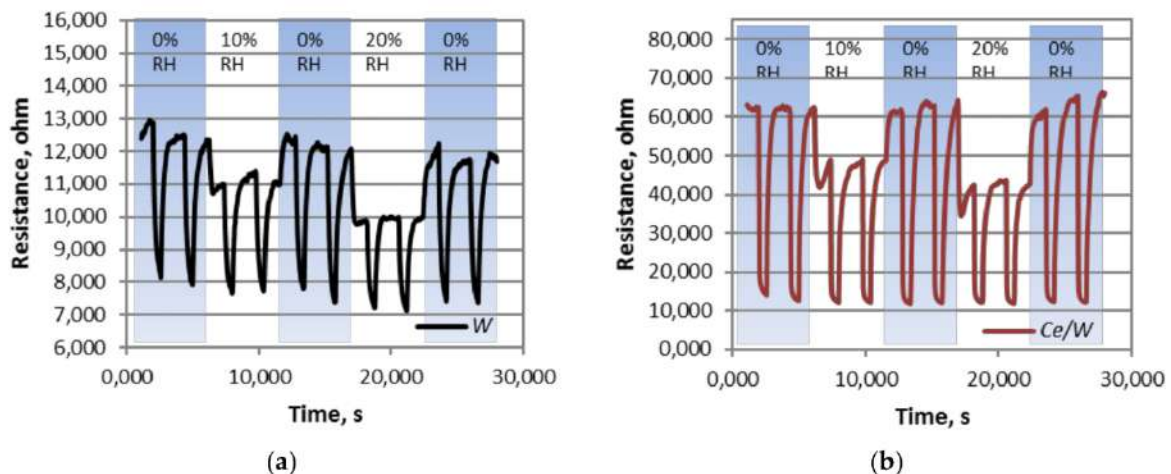 16,000
15,000
14,000
13,000
12,000
11,000
10,000
9,000
8,000
7,000
6,000
Resistance, ohm
0% 10% 0% 20% 0%
RH RH RH RH RH
W
0,000 10,000 20,000 30,000
Time, s
(a)
80,000
70,000
60,000
50,000
40,000
30,000
20,000
10,000
0,000
Resistance, ohm
0% 10% 0% 20% 0%
RH RH RH RH RH
Ce/W
0,000 10,000 20,000 30,000
Time, s
(b)